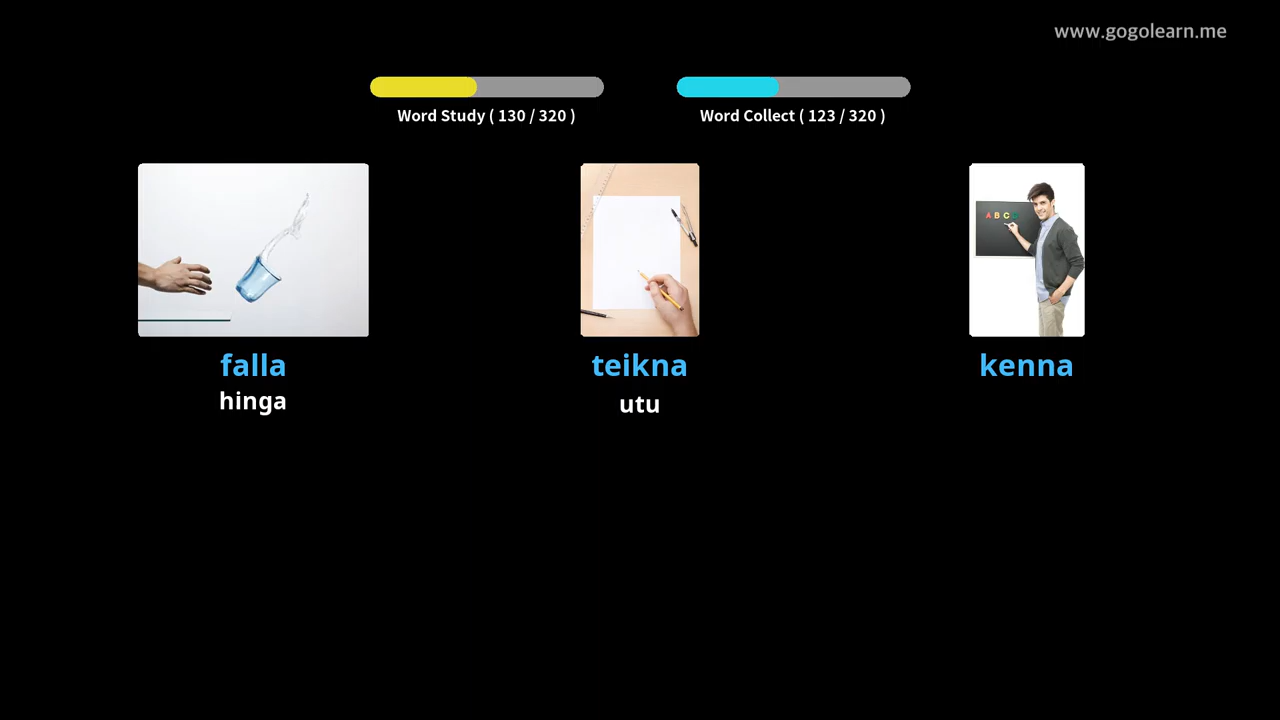 www.gogolearn.me
Word Study ( 130 / 320 )
Word Collect ( 123 / 320 )
A B C C
falla
teikna
kenna
hinga
utu